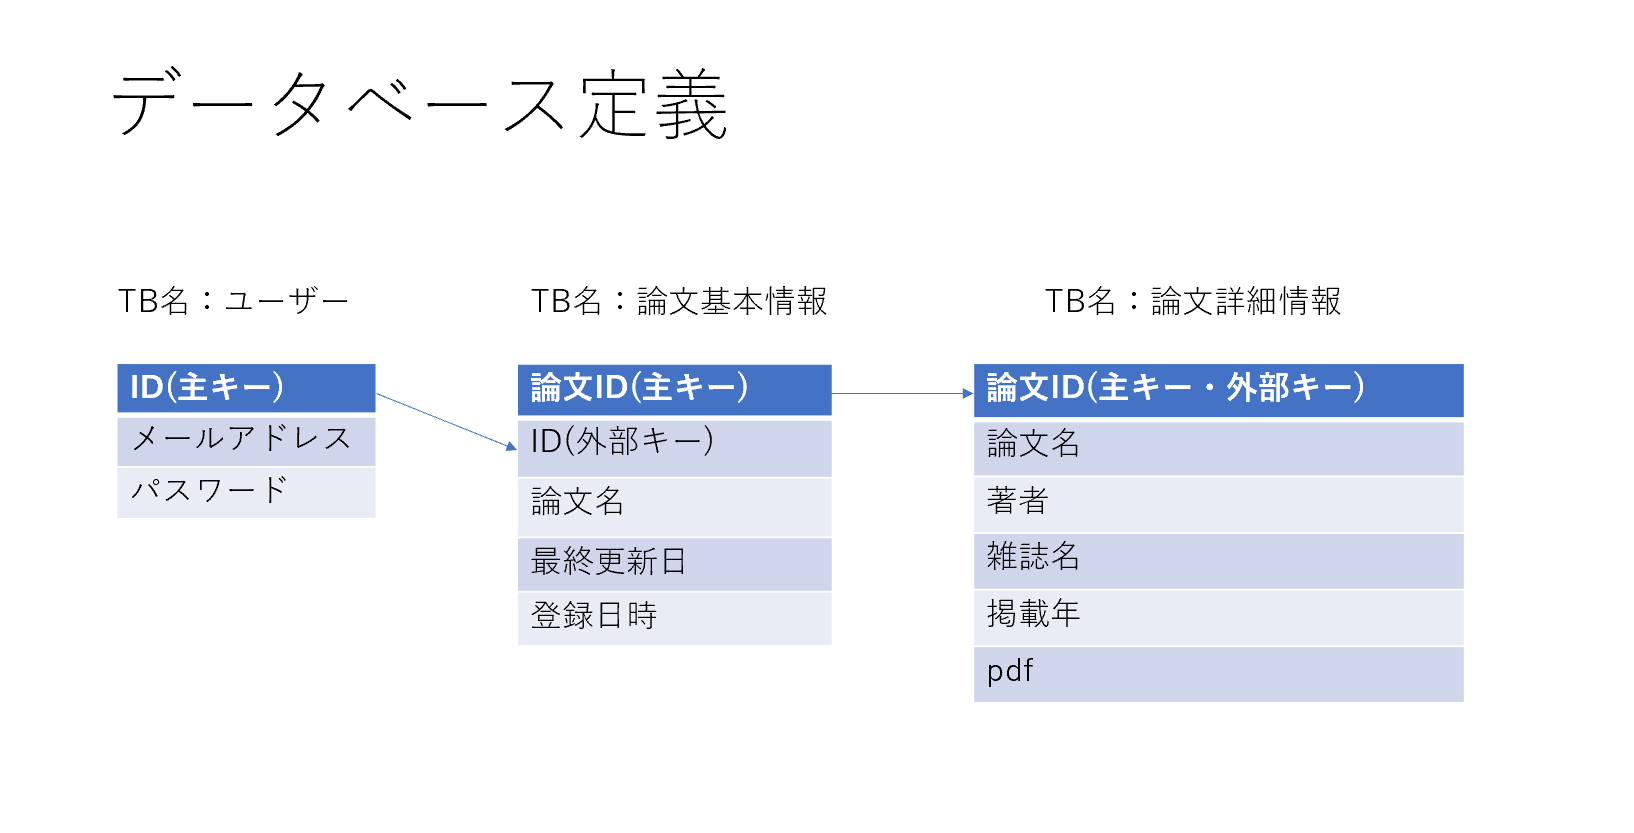 データベース定義
TB名：ユーザー
ID(主キー)
メールアドレス
パスワード
TB名：論文基本情報
論文ID(主キー)
ID(外部キー)
論文名
最終更新日
登録日時
TB名：論文詳細情報
論文ID(主キー・外部キー)
論文名
著者
雑誌名
掲載年
pdf